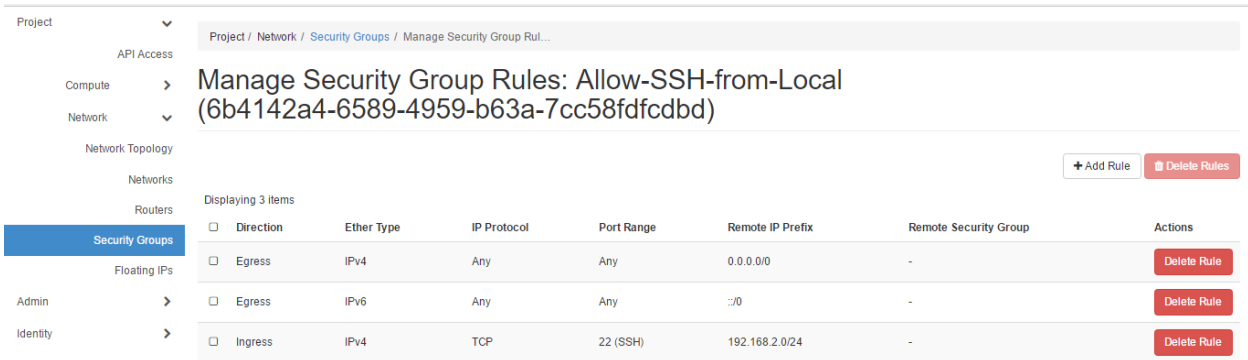 Project
API Access
Compute
Network
Network Topology
Networks
Routers
Security Groups
Floating IPs
Admin
Identity
Project / Network / Security Groups / Manage Security Group Rul...
Manage Security Group Rules: Allow-SSH-from-Local
(6b4142a4-6589-4959-b63a-7cc58fdfcdbd)
+ Add Rule Delete Rules
Displaying 3 items
Direction Ether Type IP Protocol Port Range Remote IP Prefix Remote Security Group Actions
Egress IPv4 Any Any 0.0.0.0/0 - Delete Rule
Egress IPv6 Any Any ::/0 - Delete Rule
Ingress IPv4 TCP 22 (SSH) 192.168.2.0/24 - Delete Rule